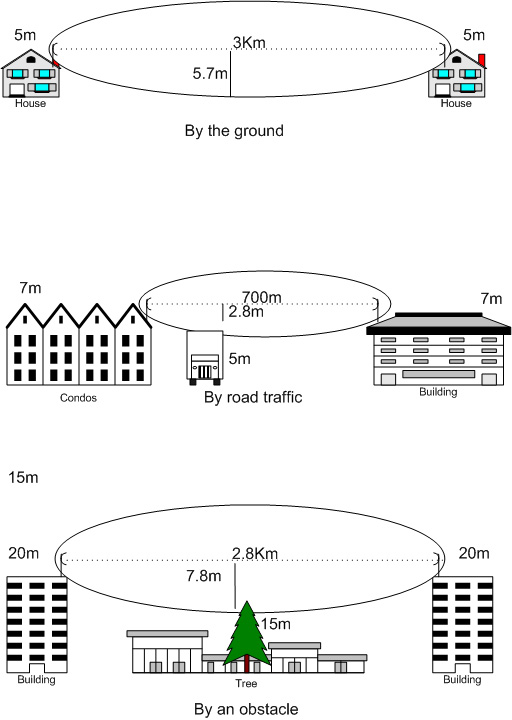 5m
3Km
5m
5.7m
House
House
By the ground
7m
700m
7m
2.8m
5m
Condos
By road traffic
Building
15m
20m
2.8Km
20m
7.8m
15m
Building
Tree
Building
By an obstacle